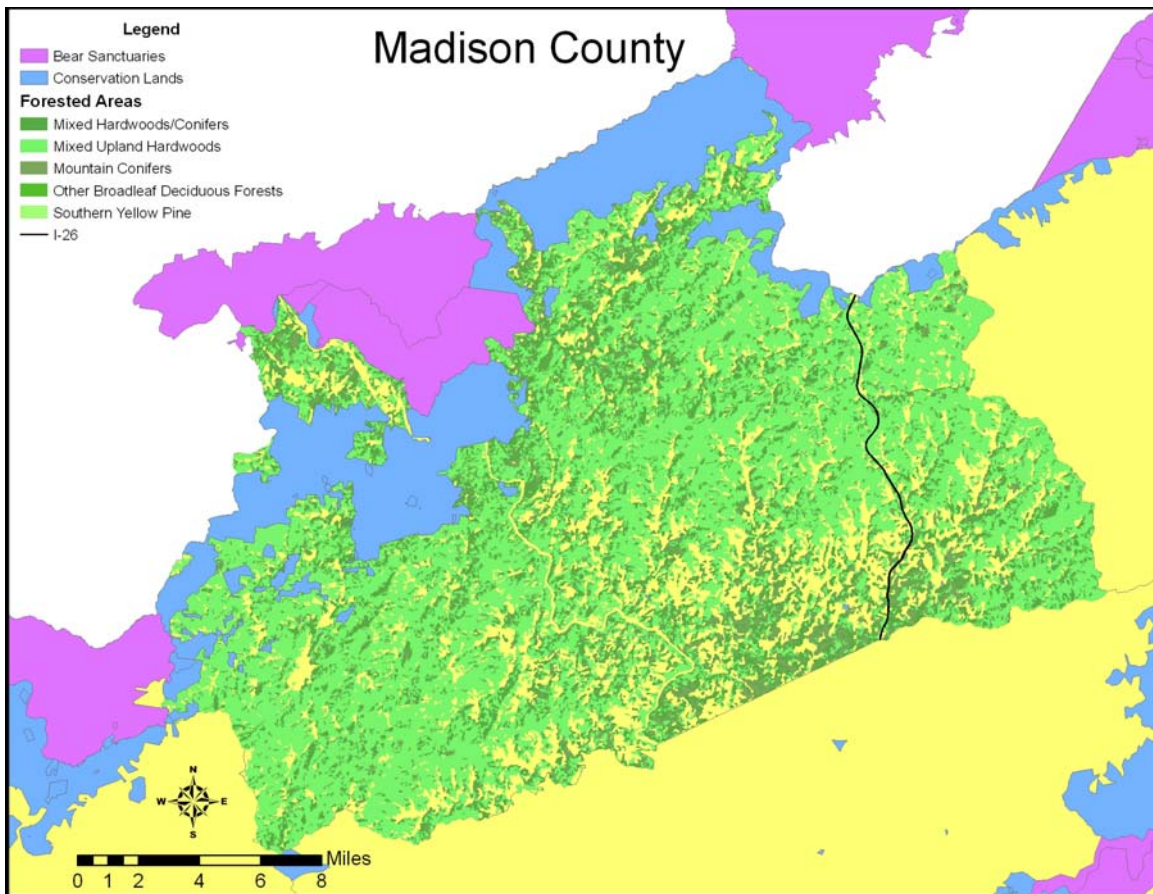 Madison County
Legend
Bear Sanctuaries
Conservation Lands
Forested Areas
Mixed Hardwoods/Conifers
Mixed Upland Hardwoods
Mountain Conifers
Other Broadleaf Deciduous Forests
Southern Yellow Pine
I-26
N
W E
S
Miles
0 1 2 4 6 8